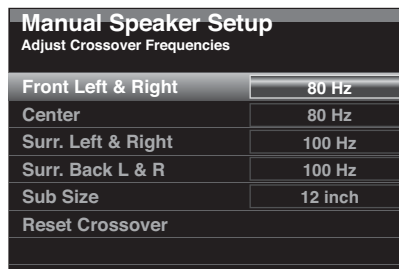 Manual Speaker Setup
Adjust Crossover Frequencies
Front Left & Right 80 Hz
Center 80 Hz
Surr. Left & Right 100 Hz
Surr. Back L & R 100 Hz
Sub Size 12 inch
Reset Crossover